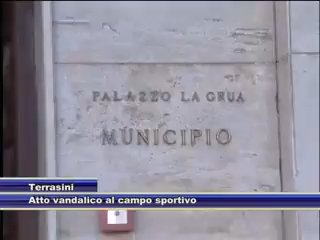 PALAZZO LA GRUA
MUNICIPIO
Terrasini
Atto vandalico al campo sportivo